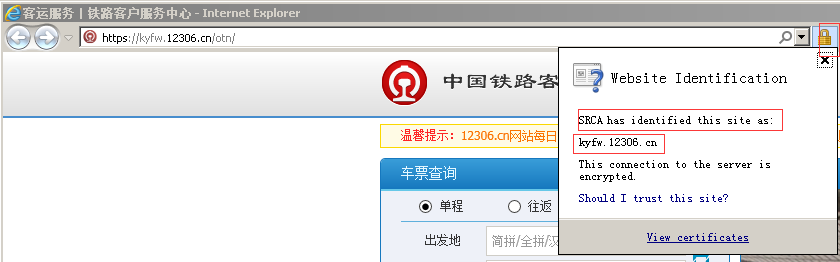 客运服务 | 铁路客户服务中心 - Internet Explorer
https://kyfw.12306.cn/otn/
中国铁路客
Website Identification
SRCA has identified this site as:
kyfw.12306.cn
This connection to the server is
encrypted.
Should I trust this site?
View certificates
温馨提示：12306.cn网站每日
车票查询
单程 往返
出发地 简拼/全拼/汉